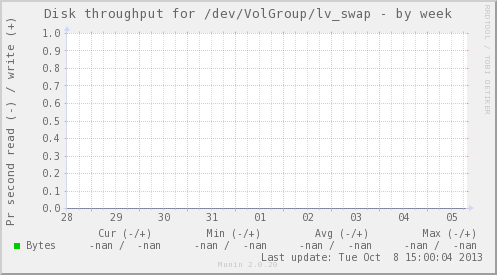 Disk throughput for /dev/VolGroup/lv_swap - by week
RRDTOOL / TOBI OETIKER
Pr second read (-) / write (+)
1.0
0.9
0.8
0.7
0.6
0.5
0.4
0.3
0.2
0.1
0.0
28 29 30 31 01 02 03 04 05
Cur (-/+) Min (-/+) Avg (-/+) Max (-/+)
Bytes -nan / -nan -nan / -nan -nan / -nan -nan / -nan
Last update: Tue Oct 8 15:00:04 2013
Munin 2.0.20